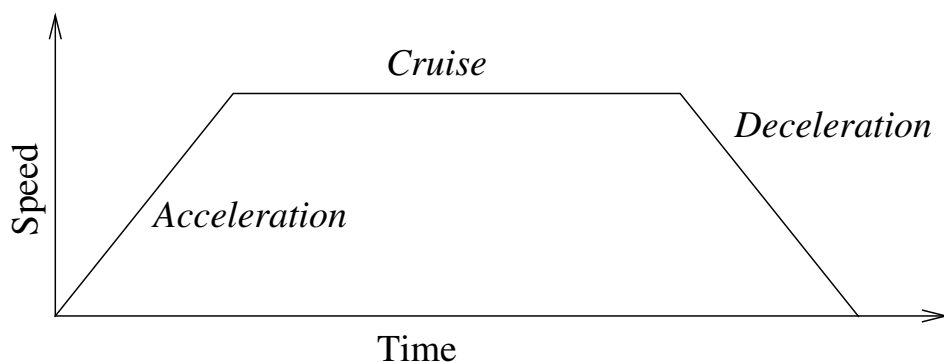 Cruise
Deceleration
Speed
Acceleration
Time